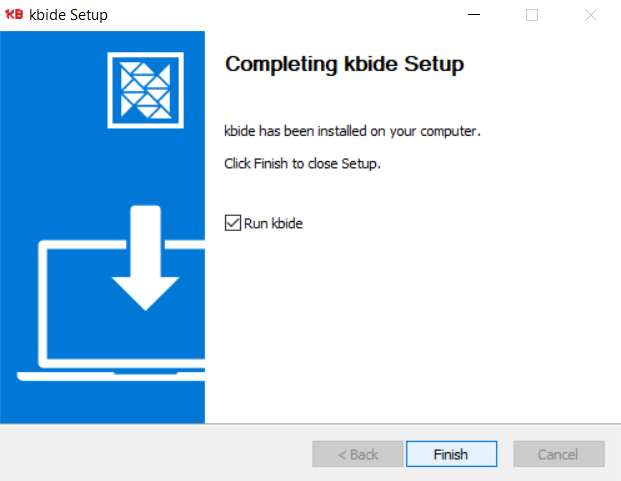 KB kbide Setup
Completing kbide Setup
kbide has been installed on your computer.
Click Finish to close Setup.
Run kbide
< Back
Finish
Cancel